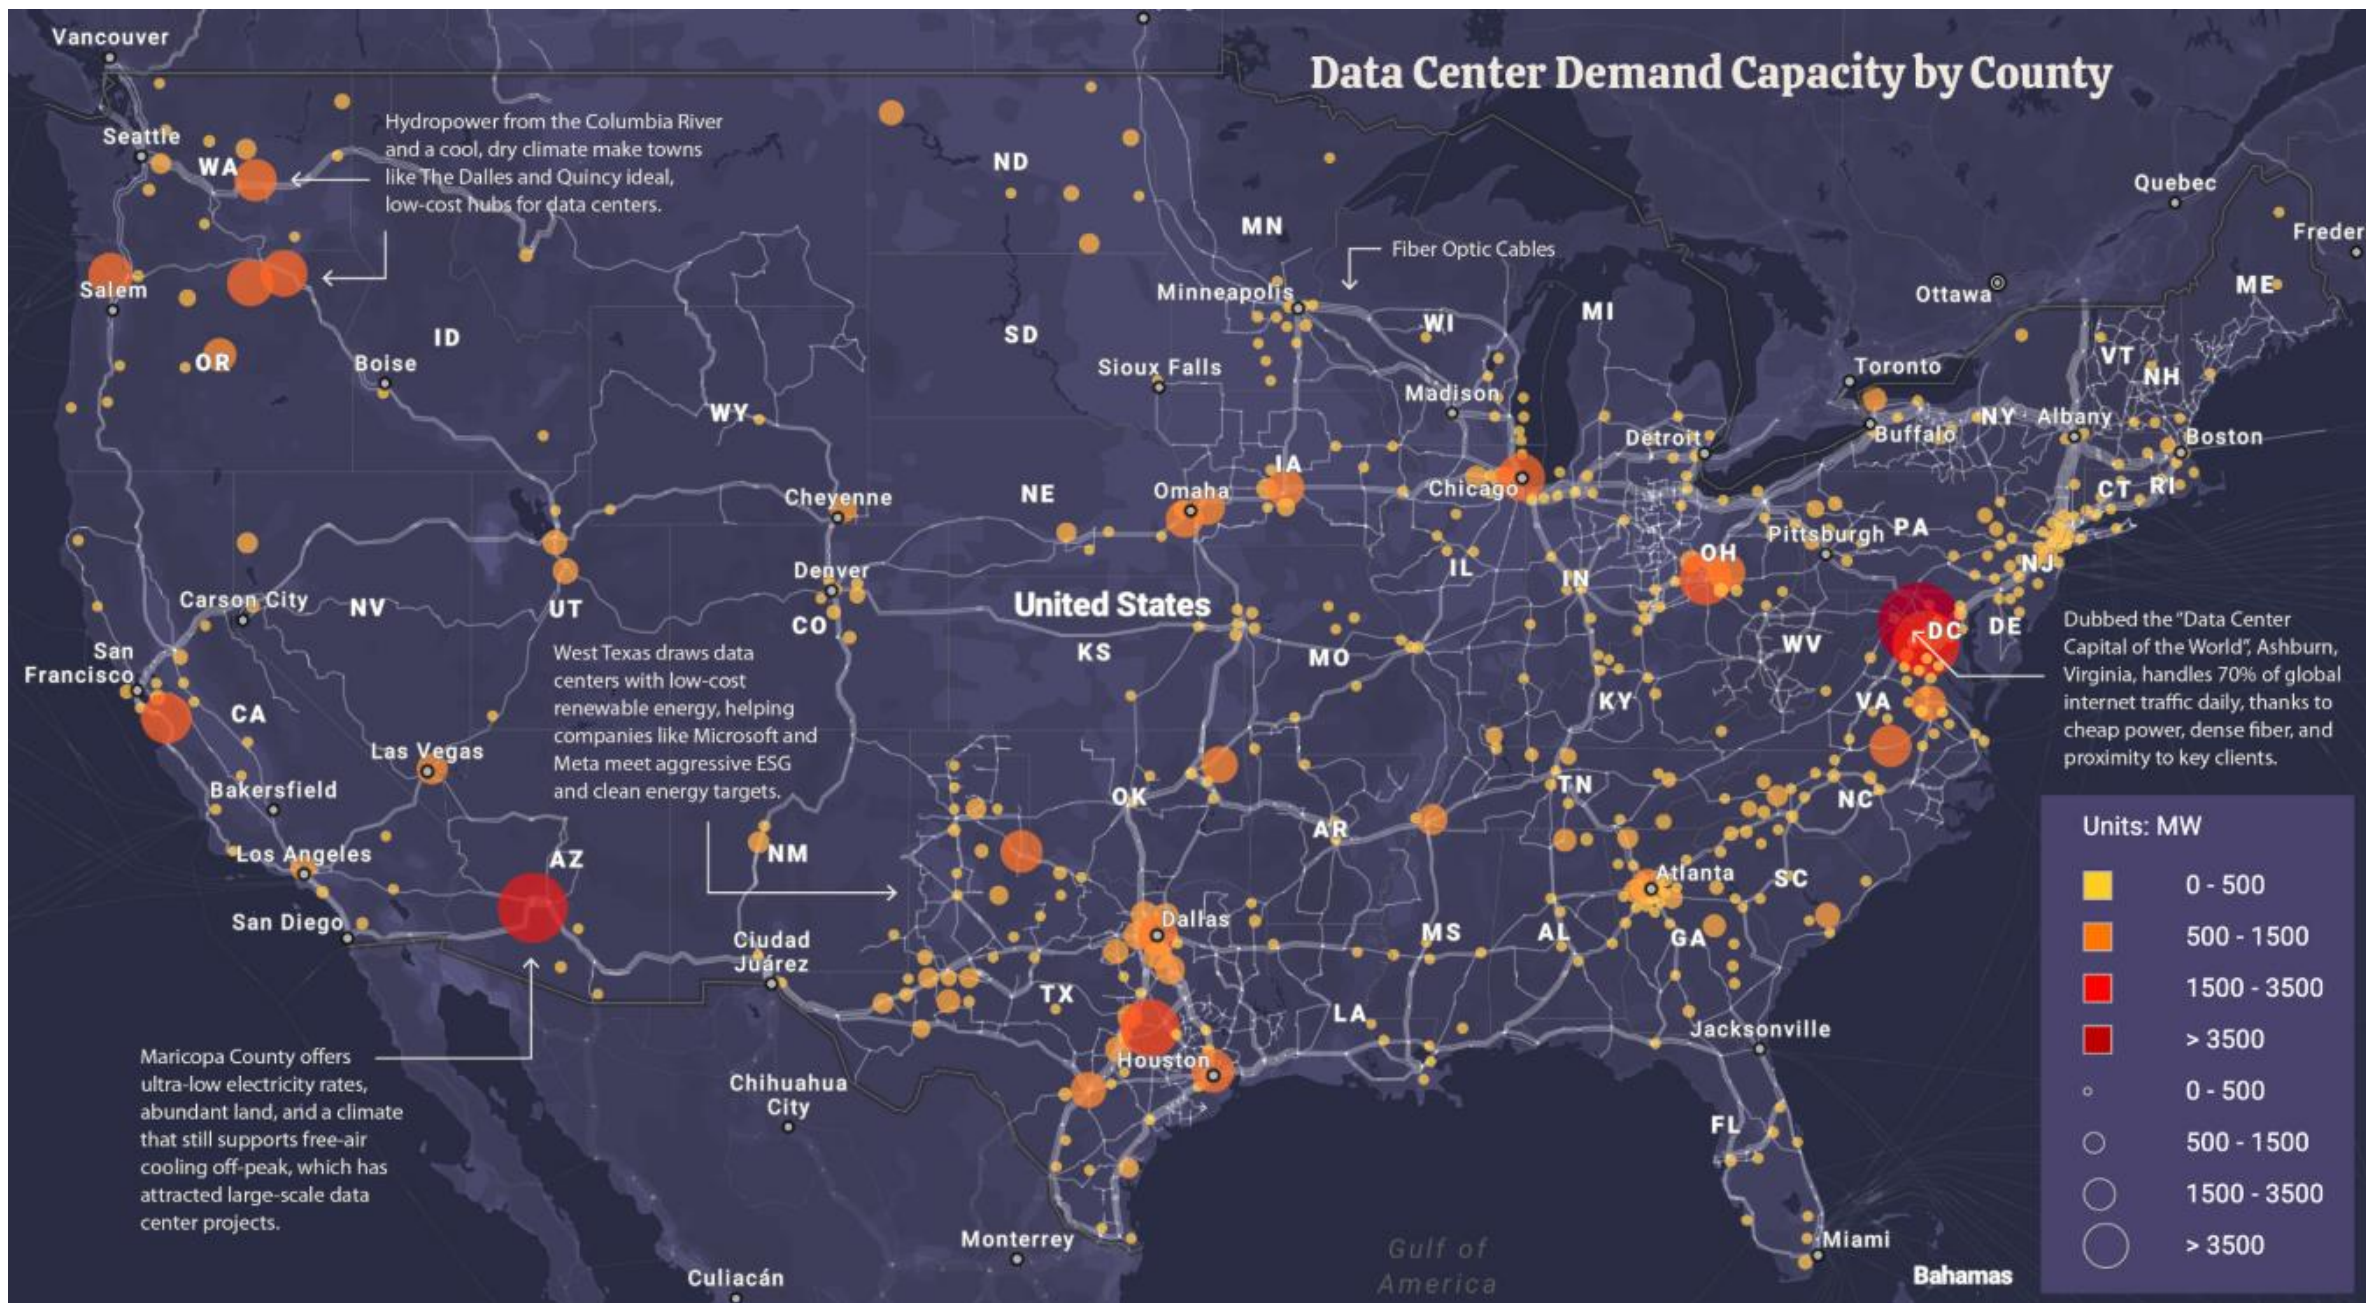 Data Center Demand Capacity by County
Vancouver
Seattle
WA
Hydropower from the Columbia River
and a cool, dry climate make towns
like The Dalles and Quincy ideal,
low-cost hubs for data centers.
ND
MN
Quebec
Freder
Fiber Optic Cables
Salem
Minneapolis
Ottawa
ME
OR
ID
Boise
SD
Sioux Falls
WI
MI
Madison
Toronto
VT
NH
WY
Detroit
Buffalo
NY
Albany
Boston
Cheyenne
NE
Omaha
IA
Chicago
CT
RI
Denver
Pittsburgh
PA
OH
NJ
Carson City
NV
UT
CO
United States
KS
MO
IL
IN
WV
DC
DE
San
Francisco
CA
West Texas draws data
centers with low-cost
renewable energy, helping
companies like Microsoft and
Meta meet aggressive ESG
and clean energy targets.
KY
VA
Dubbed the “Data Center
Capital of the World”, Ashburn,
Virginia, handles 70% of global
internet traffic daily, thanks to
cheap power, dense fiber, and
proximity to key clients.
Las Vegas
Bakersfield
OK
TN
NC
Los Angeles
AZ
NM
AR
Atlanta
SC
San Diego
Ciudad
Juárez
Dallas
MS
AL
GA
TX
LA
Jacksonville
Houston
Maricopa County offers
ultra-low electricity rates,
abundant land, and a climate
that still supports free-air
cooling off-peak, which has
attracted large-scale data
center projects.
Chihuahua
City
FL
Monterrey
Culiacán
Gulf of
America
Miami
Bahamas
Units: MW
0 - 500
500 - 1500
1500 - 3500
> 3500
0 - 500
500 - 1500
1500 - 3500
> 3500